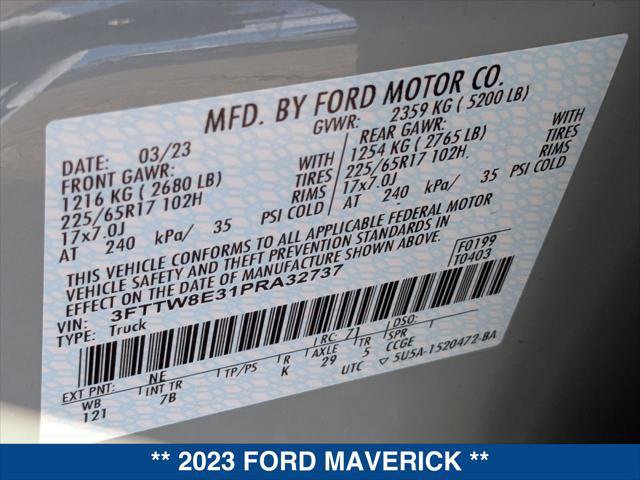 MFD. BY FORD MOTOR CO.
DATE: 03/23 GVWR: 2359 KG ( 5200 LB)
FRONT GAWR: WITH REAR GAWR: WITH
1216 KG ( 2680 LB) TIRES 1254 KG ( 2765 LB) TIRES
225/65R17 102H RIMS 225/65R17 102H RIMS
17x7.0J 17x7.0J
AT 240 kPa/ 35 PSI COLD AT 240 kPa/ 35 PSI COLD
THIS VEHICLE CONFORMS TO ALL APPLICABLE FEDERAL MOTOR
VEHICLE SAFETY AND THEFT PREVENTION STANDARDS IN
EFFECT ON THE DATE OF MANUFACTURE SHOWN ABOVE.
VIN: 3FTTW8E31PRA32737 F0199
TYPE: Truck T0403
EXT PNT: NE RC: 71 DSO:
WB INT TR TP/PS R AXLE TR CCGE
121 7B K 29 5 UTC ▽ 5U5A-1520472-BA
** 2023 FORD MAVERICK **